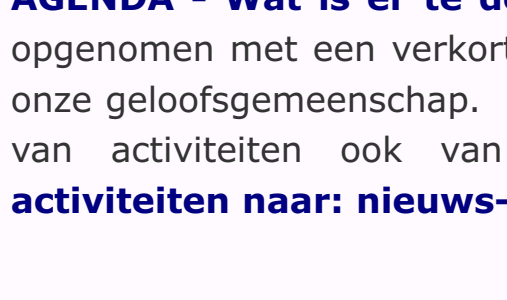 AGENDA - Wat is er te d
opgenomen met een verkort
onze geloofsgemeenschap.
van activiteiten ook van
activiteiten naar: nieuws-